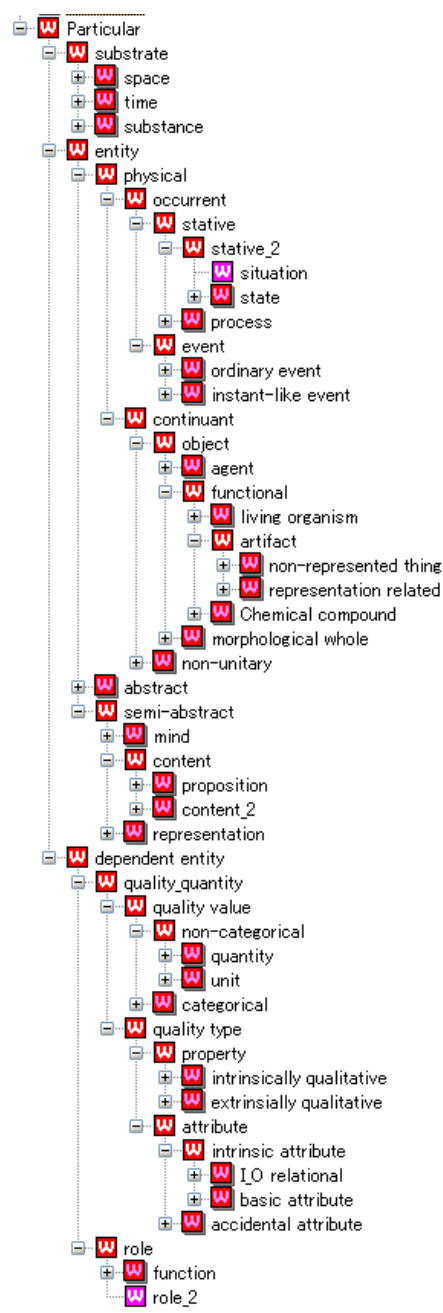 Particular
substrate
space
time
substance
entity
physical
occurrent
stative
stative_2
situation
state
process
event
ordinary event
instant-like event
continuant
object
agent
functional
living organism
artifact
non-represented thing
representation related
Chemical compound
morphological whole
non-unitary
abstract
semi-abstract
mind
content
proposition
content_2
representation
dependent entity
quality_quantity
quality value
non-categorical
quantity
unit
categorical
quality type
property
intrinsically qualitative
extrinsially qualitative
attribute
intrinsic attribute
I_O relational
basic attribute
accidental attribute
role
function
role_2